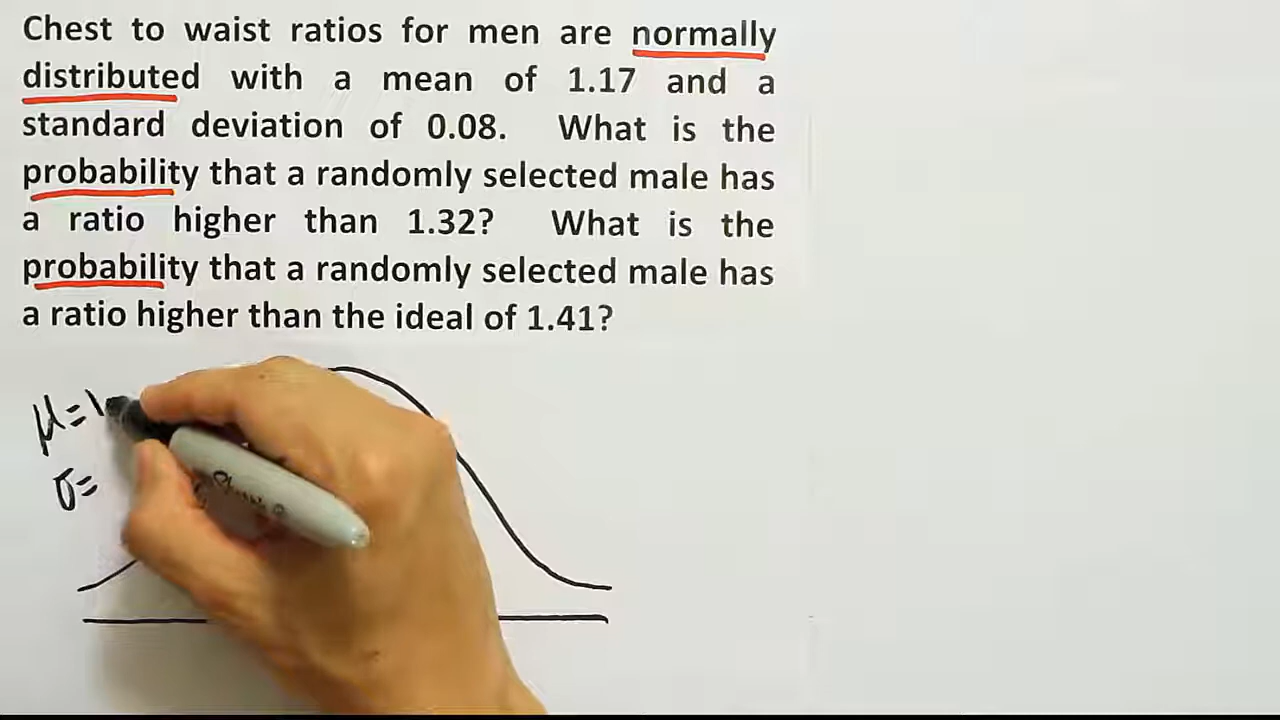 Chest to waist ratios for men are normally
distributed with a mean of 1.17 and a
standard deviation of 0.08. What is the
probability that a randomly selected male has
a ratio higher than 1.32? What is the
probability that a randomly selected male has
a ratio higher than the ideal of 1.41?
μ=1
σ=
Sharpie